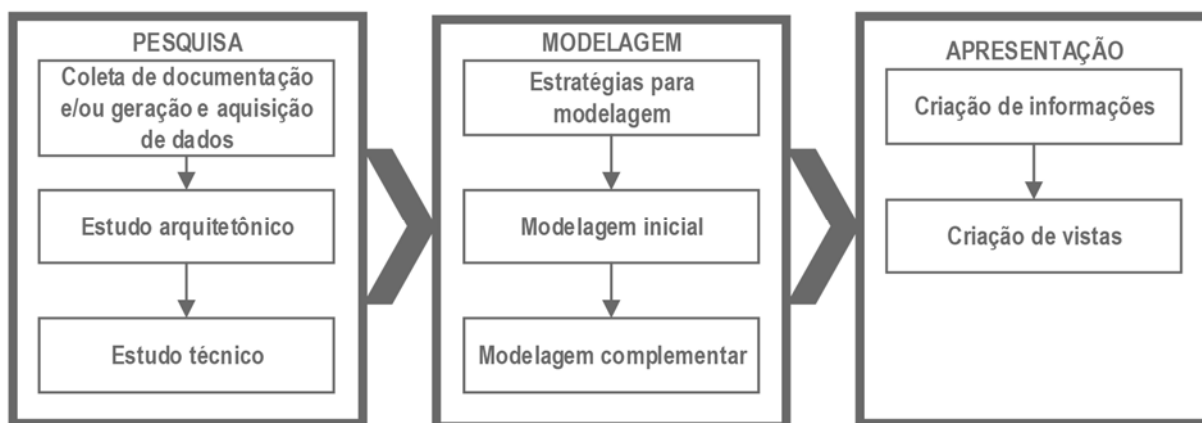 PESQUISA
Coleta de documentação
e/ou geração e aquisição
de dados
Estudo arquitetônico
Estudo técnico
MODELAGEM
Estratégias para
modelagem
Modelagem inicial
Modelagem complementar
APRESENTAÇÃO
Criação de informações
Criação de vistas